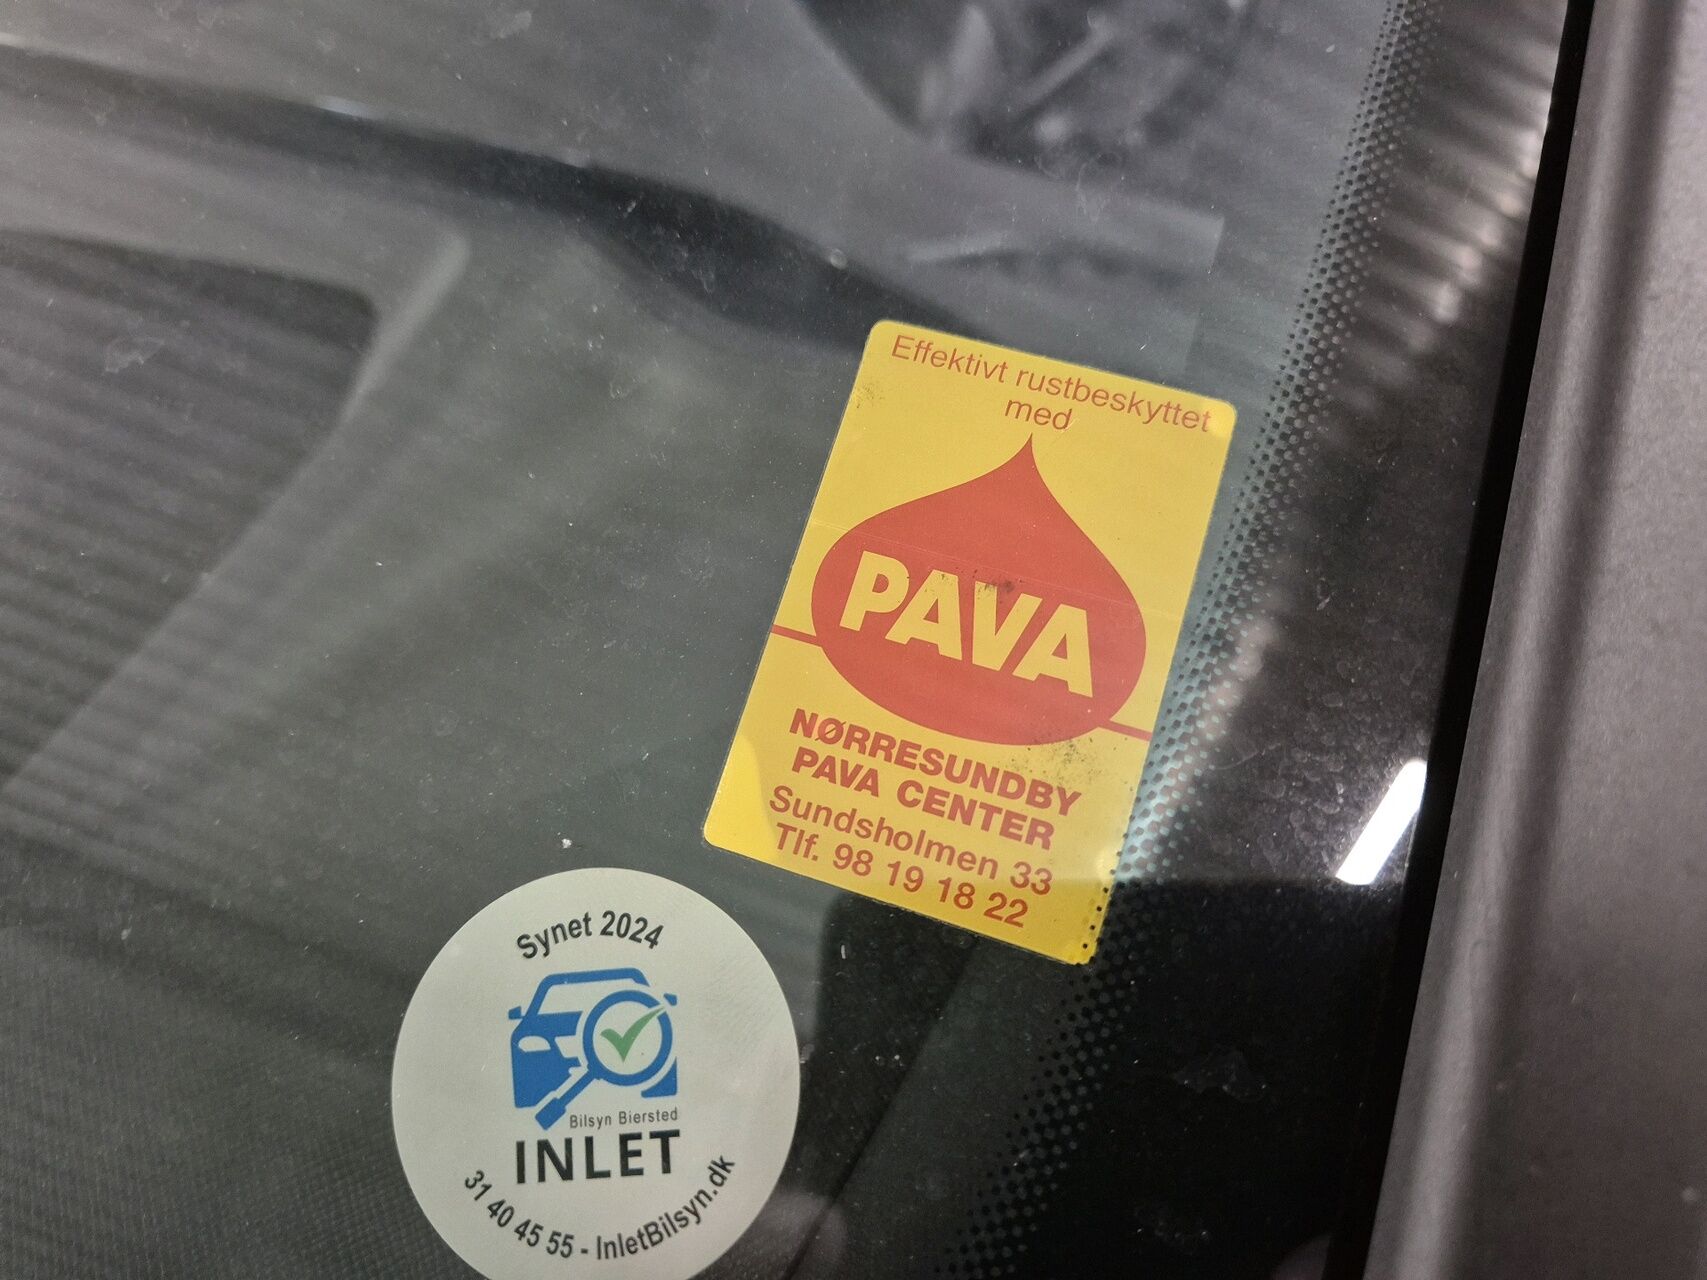 Effektivt rustbeskyttet
med
PAVA
NØRRESUNDBY
PAVA CENTER
Sundsholmen 33
Tlf. 98 19 18 22
Synet 2024
Bilsyn Biersted
INLET
31 40 45 55 - InletBilsyn.dk